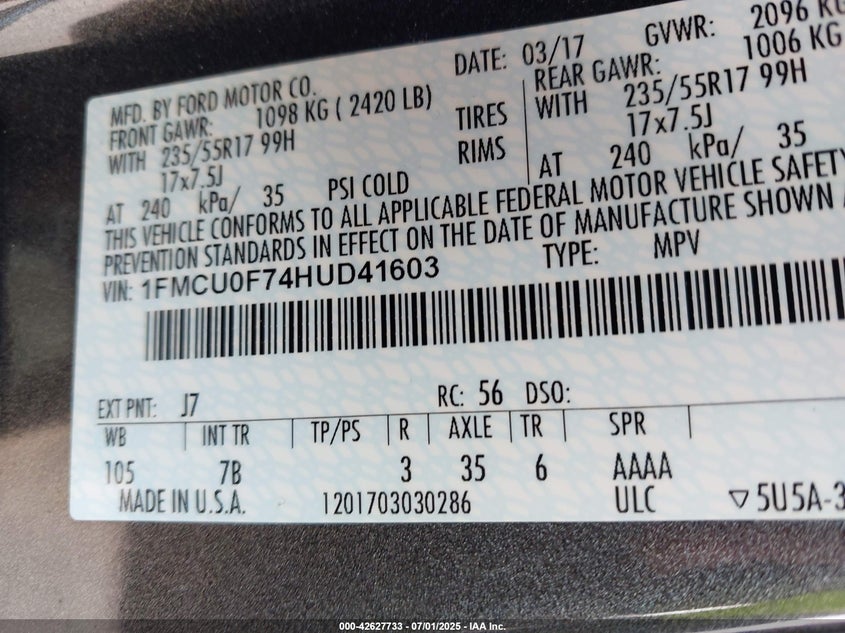 MFD. BY FORD MOTOR CO. DATE: 03/17 GVWR: 2096 KG
FRONT GAWR: 1098 KG ( 2420 LB) REAR GAWR: 1006 KG
WITH 235/55R17 99H TIRES WITH 235/55R17 99H
17x7.5J RIMS 17x7.5J
AT 240 kPa/ 35 PSI COLD AT 240 kPa/ 35
THIS VEHICLE CONFORMS TO ALL APPLICABLE FEDERAL MOTOR VEHICLE SAFETY
PREVENTION STANDARDS IN EFFECT ON THE DATE OF MANUFACTURE SHOWN
VIN: 1FMCU0F74HUD41603 TYPE: MPV
EXT PNT: J7 RC: 56 DSO:
WB INT TR TP/PS R AXLE TR SPR
105 7B 3 35 6 AAAA
MADE IN U.S.A. 1201703030286 ULC ▽5U5A-3
000-42627733 - 07/01/2025 - IAA Inc.